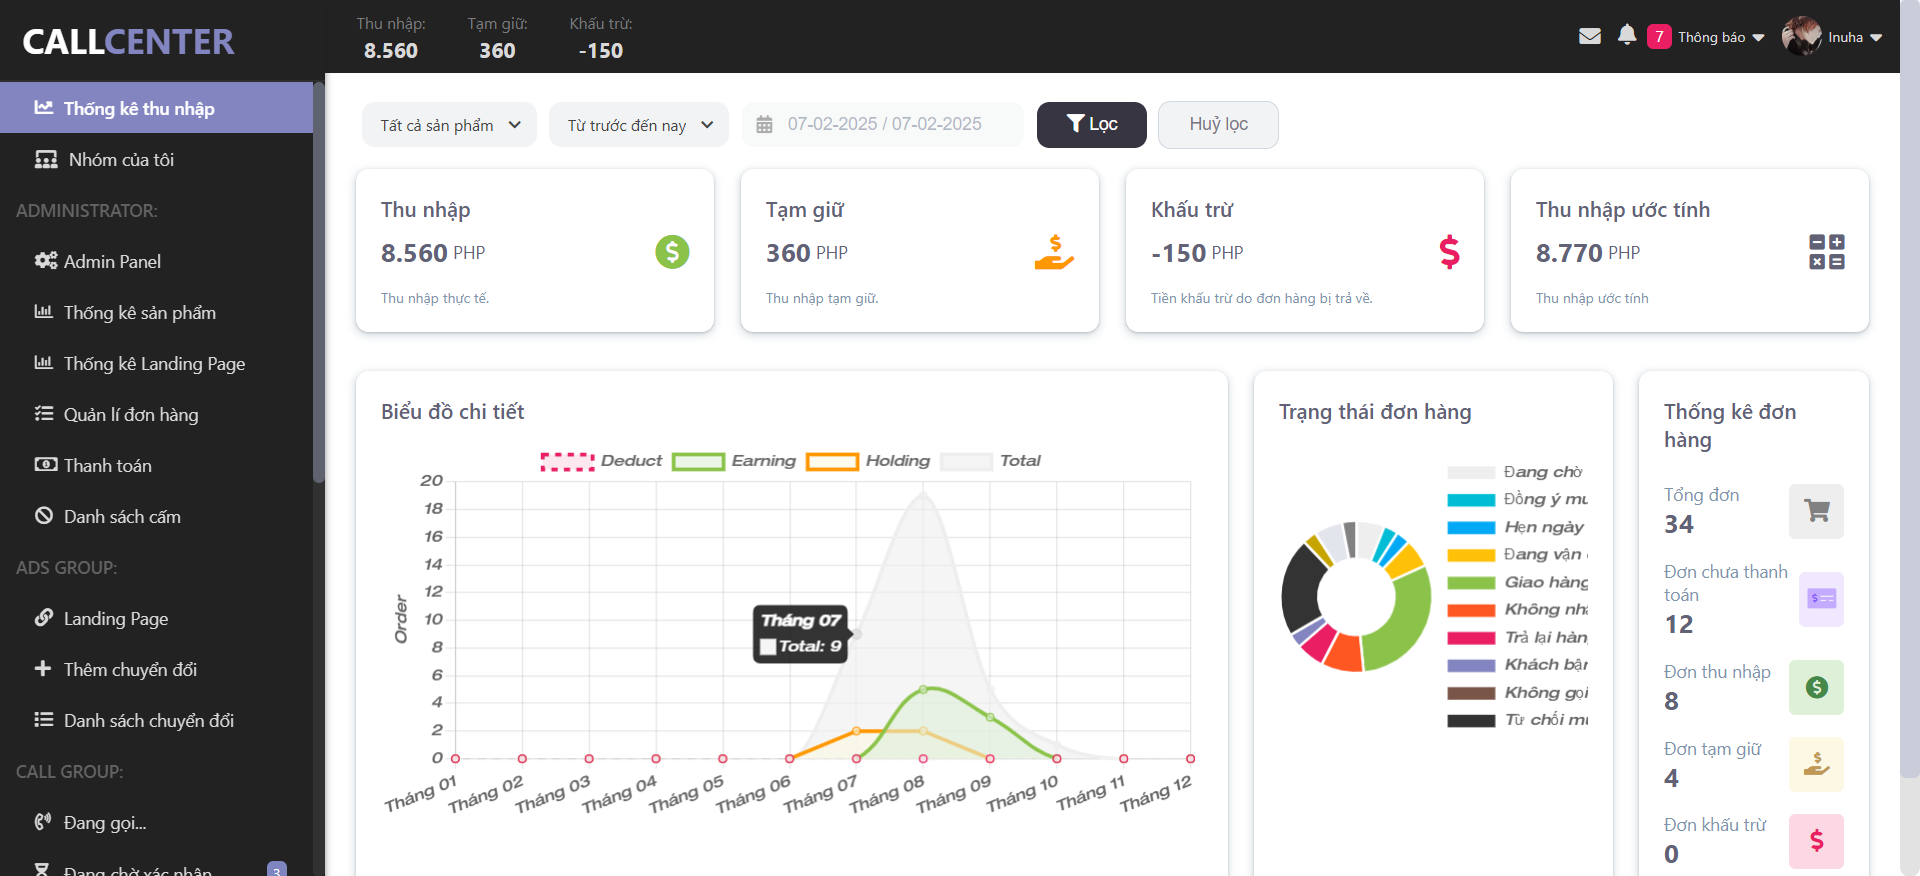 CALLCENTER
Thu nhập:
8.560
Tạm giữ:
360
Khấu trừ:
-150
7 Thông báo
Inuha
Thống kê thu nhập
Nhóm của tôi
ADMINISTRATOR:
Admin Panel
Thống kê sản phẩm
Thống kê Landing Page
Quản lí đơn hàng
Thanh toán
Danh sách cấm
ADS GROUP:
Landing Page
Thêm chuyển đổi
Danh sách chuyển đổi
CALL GROUP:
Đang gọi...
Đang chờ xác nhận 3
Tất cả sản phẩm
Từ trước đến nay
07-02-2025 / 07-02-2025
Lọc
Huỷ lọc
Thu nhập
8.560 PHP
Thu nhập thực tế.
Tạm giữ
360 PHP
Thu nhập tạm giữ.
Khấu trừ
-150 PHP
Tiền khấu trừ do đơn hàng bị trả về.
Thu nhập ước tính
8.770 PHP
Thu nhập ước tính
Biểu đồ chi tiết
Deduct Earning Holding Total
20
18
16
14
12
10
8
6
4
2
0
Order
Tháng 07
Total: 9
Tháng 01 Tháng 02 Tháng 03 Tháng 04 Tháng 05 Tháng 06 Tháng 07 Tháng 08 Tháng 09 Tháng 10 Tháng 11 Tháng 12
Trạng thái đơn hàng
Đang chờ
Đồng ý mu
Hẹn ngày
Đang vận
Giao hàng
Không nhậ
Trả lại hàn
Khách bận
Không gọi
Từ chối mu
Thống kê đơn
hàng
Tổng đơn
34
Đơn chưa thanh
toán
12
Đơn thu nhập
8
Đơn tạm giữ
4
Đơn khấu trừ
0